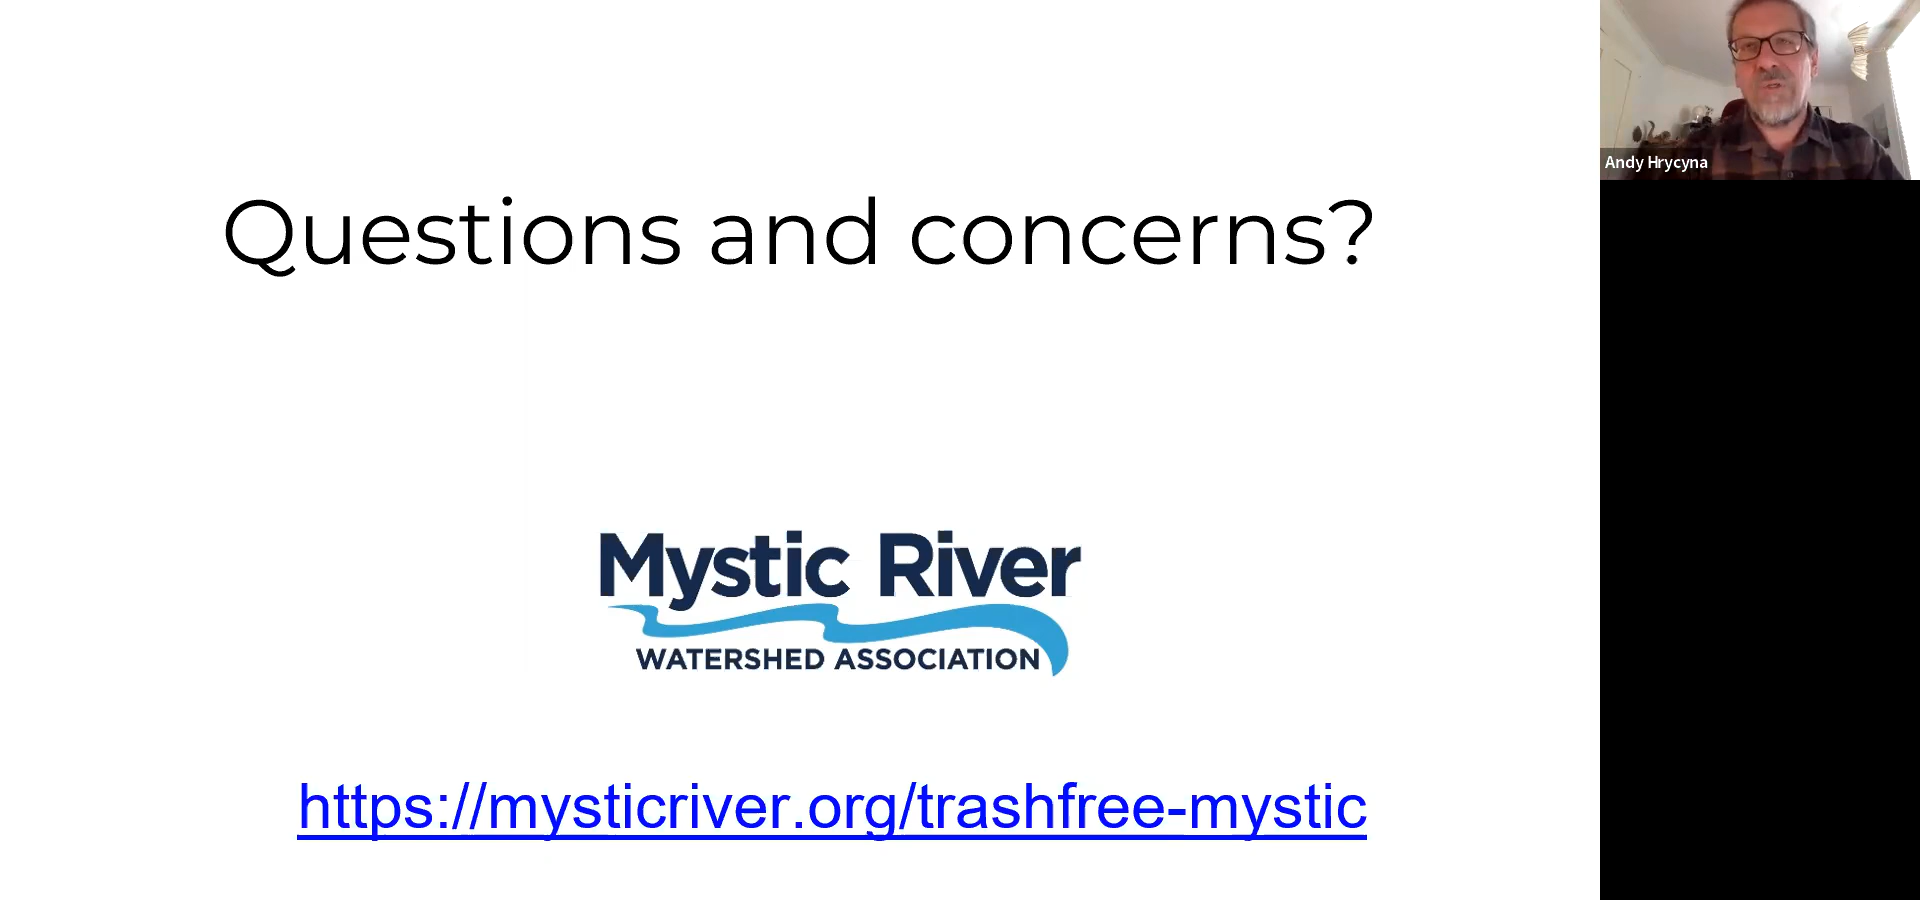 Questions and concerns?
Andy Hrycyna
Mystic River
WATERSHED ASSOCIATION
https://mysticriver.org/trashfree-mystic